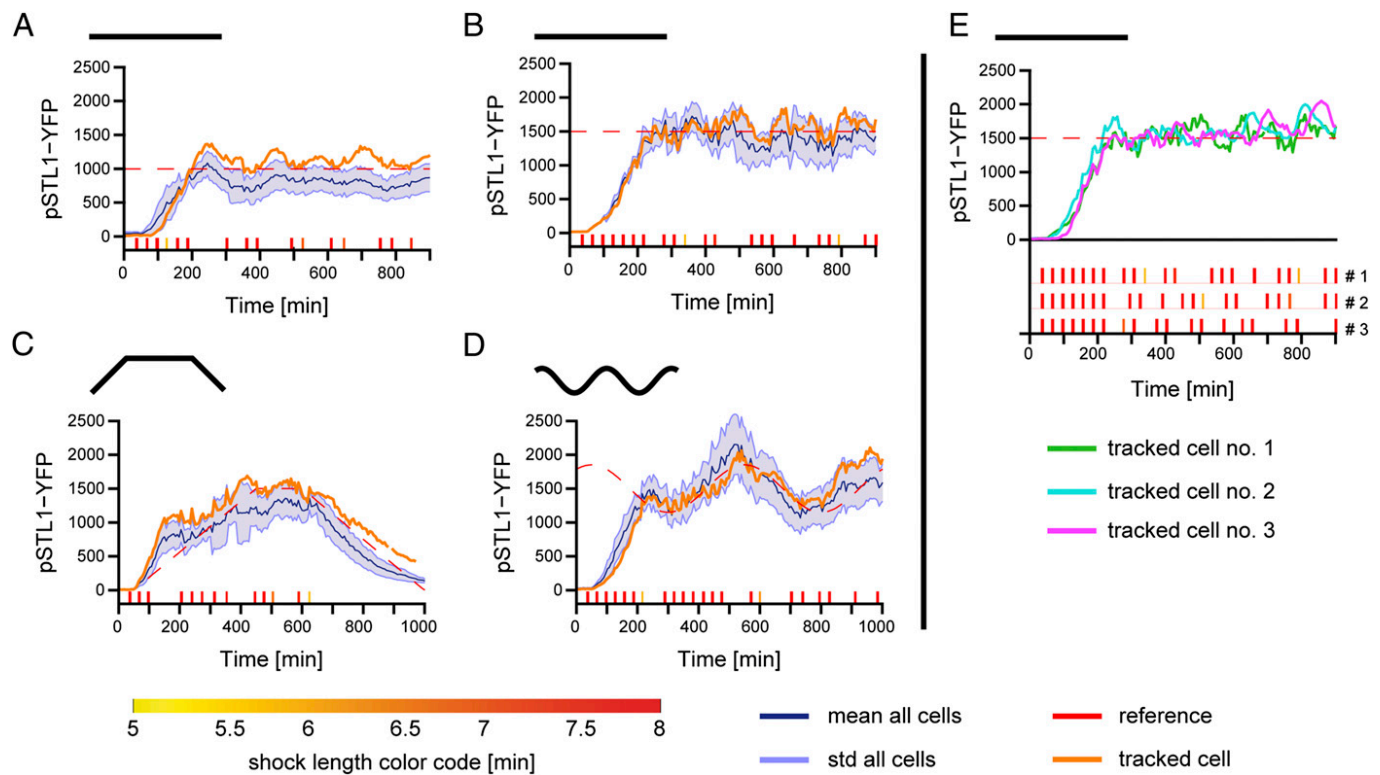 A
pSTL1−YFP
2500
2000
1500
1000
500
0
0 200 400 600 800
Time [min]
B
pSTL1−YFP
2500
2000
1500
1000
500
0
0 200 400 600 800
Time [min]
C
pSTL1−YFP
2500
2000
1500
1000
500
0
0 200 400 600 800 1000
Time [min]
D
pSTL1−YFP
2500
2000
1500
1000
500
0
0 200 400 600 800 1000
Time [min]
E
pSTL1−YFP
2500
2000
1500
1000
500
0
# 1
# 2
# 3
0 200 400 600 800
Time [min]
tracked cell no. 1
tracked cell no. 2
tracked cell no. 3
5 5.5 6 6.5 7 7.5 8
shock length color code [min]
mean all cells
std all cells
reference
tracked cell